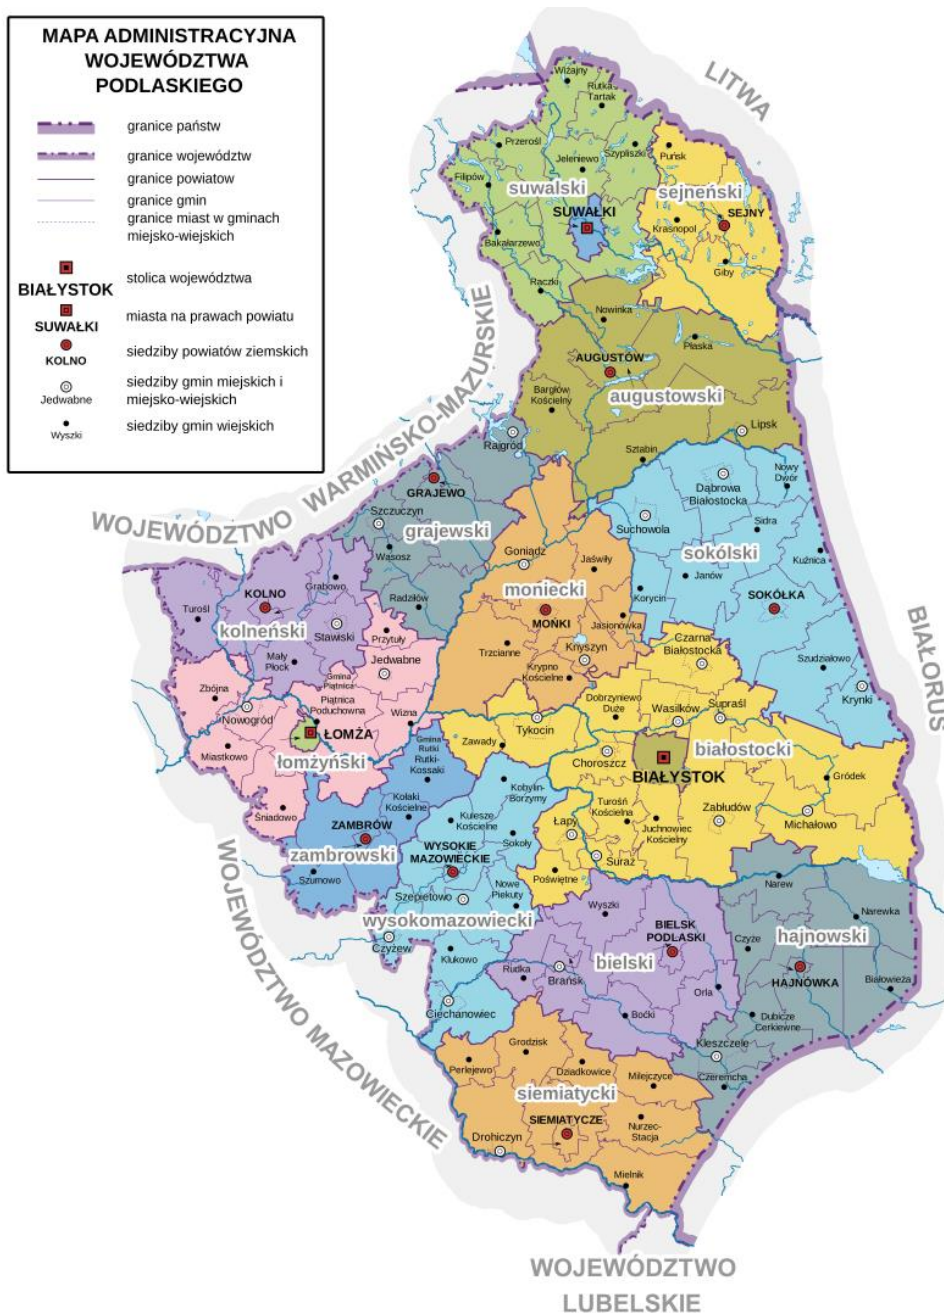 MAPA ADMINISTRACYJNA
WOJEWÓDZTWA
PODLASKIEGO
granice państw
granice województw
granice powiatow
granice gmin
granice miast w gminach
miejsko-wiejskich
BIAŁYSTOK
stolica województwa
SUWAŁKI
miasta na prawach powiatu
KOLNO
siedziby powiatów ziemskich
Jedwabne
siedziby gmin miejskich i
miejsko-wiejskich
Wyszki
siedziby gmin wiejskich
LITWA
BIAŁORUŚ
WOJEWÓDZTWO WARMIŃSKO-MAZURSKIE
WOJEWÓDZTWO MAZOWIECKIE
WOJEWÓDZTWO
LUBELSKIE
Wiżajny
Rutka
Tartak
Przerośl
Szypliszki
Jeleniewo
Filipów
suwalski
SUWAŁKI
Bakałarzewo
Raczki
Puńsk
sejneński
SEJNY
Krasnopol
Giby
Nowinka
Płaska
AUGUSTÓW
augustowski
Bargłów
Kościelny
Lipsk
Sztabin
Rajgród
GRAJEWO
Szczuczyn
grajewski
Wąsosz
Radziłów
Dąbrowa
Białostocka
Nowy
Dwór
Suchowola
Sidra
sokólski
Kuźnica
Janów
Korycin
SOKÓŁKA
Szudziałowo
Krynki
Goniądz
Jaświły
moniecki
MOŃKI
Jasionówka
Trzcianne
Knyszyn
Krypno
Kościelne
Turośl
KOLNO
Grabowo
kolneński
Stawiski
Mały
Płock
Przytuły
Jedwabne
Gmina
Piątnica
Piątnica
Poduchowna
Zbójna
Nowogród
Wizna
ŁOMŻA
Miastkowo
łomżyński
Śniadowo
Czarna
Białostocka
Dobrzyniewo
Duże
Wasilków
Supraśl
Tykocin
Zawady
Choroszcz
białostocki
BIAŁYSTOK
Gródek
Turośń
Kościelna
Zabłudów
Michałowo
Łapy
Juchnowiec
Kościelny
Suraż
Poświętne
Gmina
Rutki
Rutki-
Kossaki
Kołaki
Kościelne
ZAMBRÓW
zambrowski
Szumowo
Kobylin-
Borzymy
Kulesze
Kościelne
Sokoły
WYSOKIE
MAZOWIECKIE
Szepietowo
Nowe
Piekuty
wysokomazowiecki
Czyżew
Klukowo
Ciechanowiec
Wyszki
BIELSK
PODLASKI
bielski
Rudka
Brańsk
Orla
Boćki
Narew
Narewka
hajnowski
Czyże
HAJNÓWKA
Białowieża
Dubicze
Cerkiewne
Kleszczele
Czeremcha
Grodzisk
Perlejewo
Dziadkowice
Milejczyce
siemiatycki
SIEMIATYCZE
Nurzec-
Stacja
Drohiczyn
Mielnik